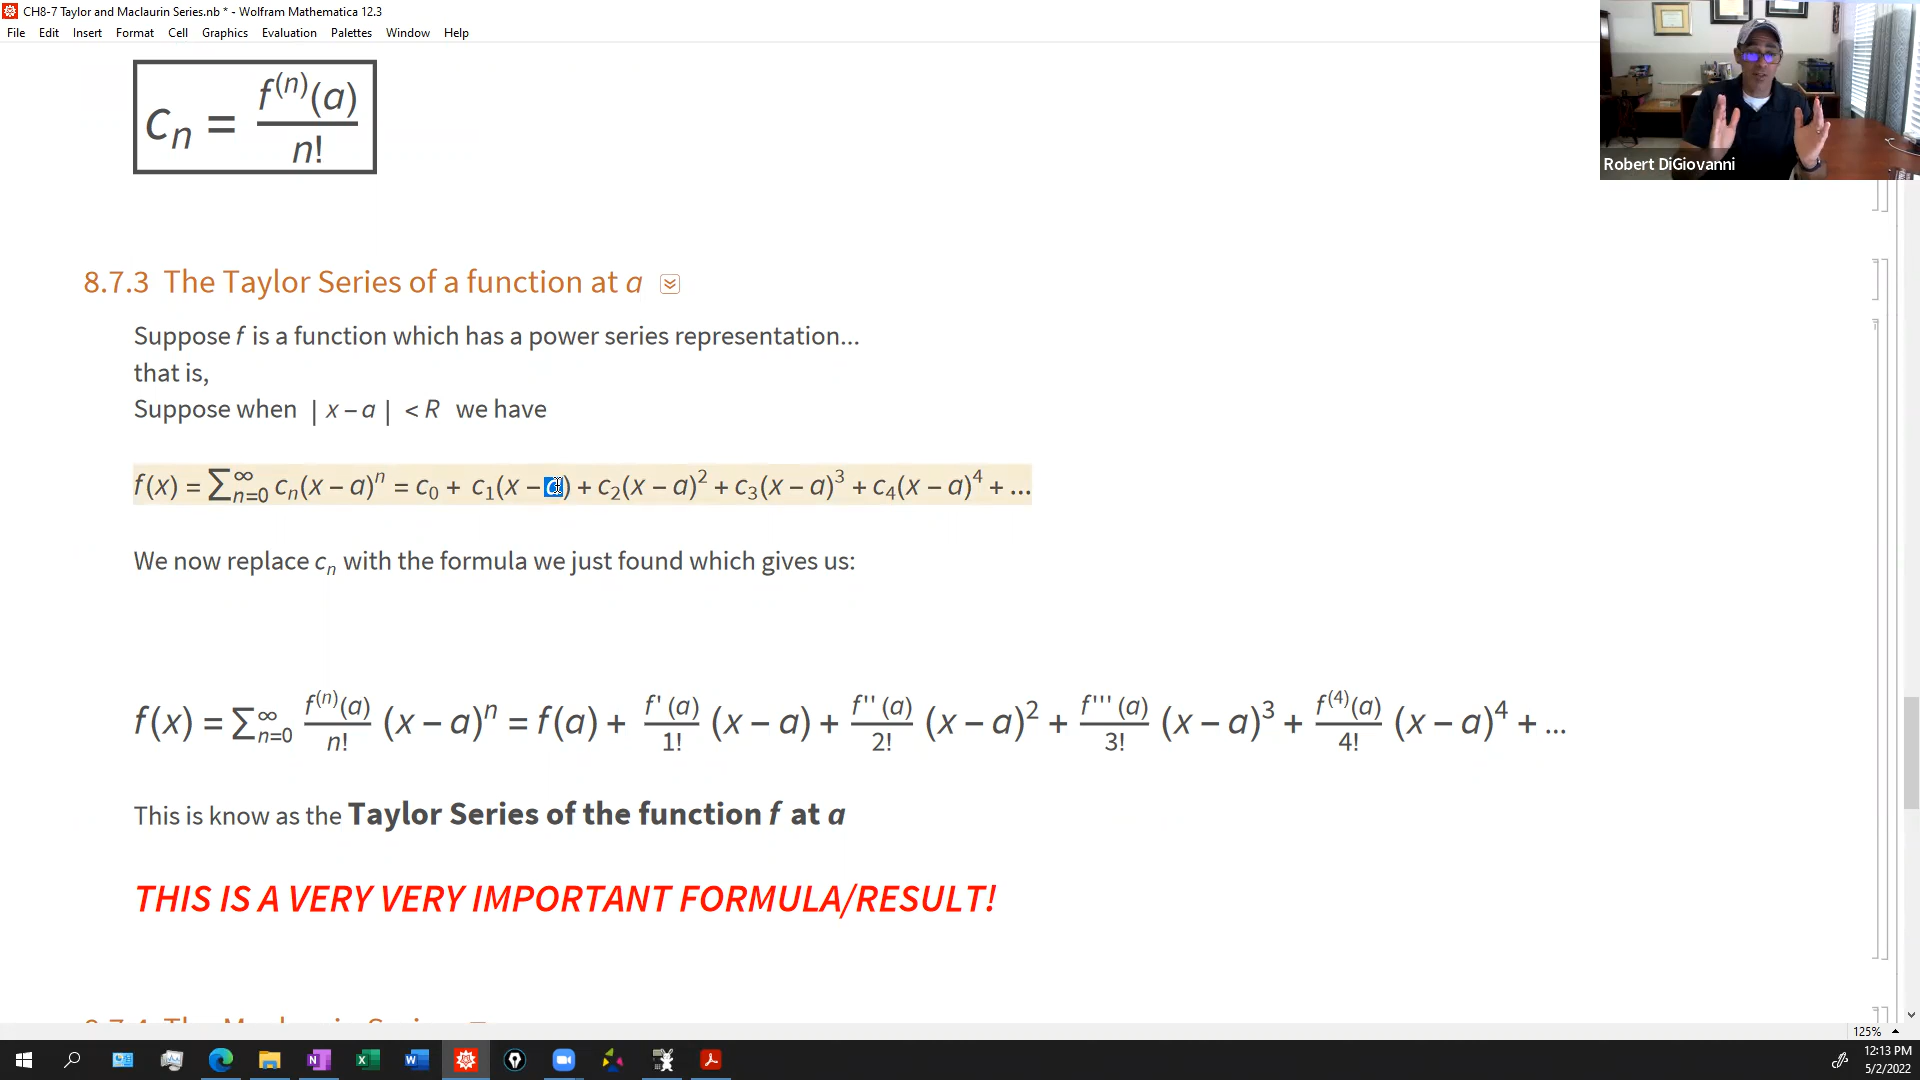 CH8-7 Taylor and Maclaurin Series.nb * - Wolfram Mathematica 12.3
File Edit Insert Format Cell Graphics Evaluation Palettes Window Help
Robert DiGiovanni
cₙ = f⁽ⁿ⁾(a) / n!
8.7.3 The Taylor Series of a function at a
Suppose f is a function which has a power series representation...
that is,
Suppose when | x – a | < R we have
f(x) = ∑ₙ₌₀^∞ cₙ(x – a)ⁿ = c₀ + c₁(x – a) + c₂(x – a)² + c₃(x – a)³ + c₄(x – a)⁴ + ...
We now replace cₙ with the formula we just found which gives us:
f(x) = ∑ₙ₌₀^∞ f⁽ⁿ⁾(a)/n! (x – a)ⁿ = f(a) + f'(a)/1! (x – a) + f''(a)/2! (x – a)² + f'''(a)/3! (x – a)³ + f⁽⁴⁾(a)/4! (x – a)⁴ + ...
This is know as the Taylor Series of the function f at a
THIS IS A VERY VERY IMPORTANT FORMULA/RESULT!
125%
12:13 PM
5/2/2022